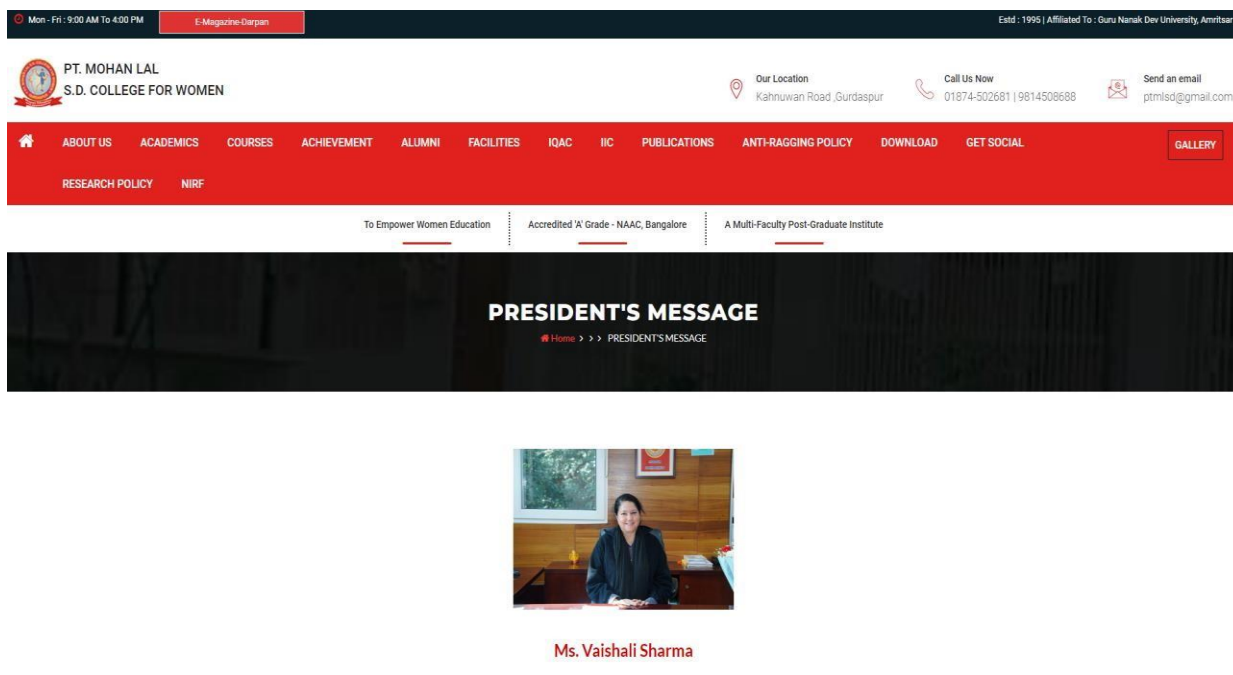 Mon - Fri : 9:00 AM To 4:00 PM
E-Magazine-Darpan
Estd : 1995 | Affiliated To : Guru Nanak Dev University, Amritsar
PT. MOHAN LAL
S.D. COLLEGE FOR WOMEN
Our Location
Kahnuwan Road ,Gurdaspur
Call Us Now
01874-502681 | 9814508688
Send an email
ptmlsd@gmail.com
ABOUT US ACADEMICS COURSES ACHIEVEMENT ALUMNI FACILITIES IQAC IIC PUBLICATIONS ANTI-RAGGING POLICY DOWNLOAD GET SOCIAL GALLERY
RESEARCH POLICY NIRF
To Empower Women Education
Accredited 'A' Grade - NAAC, Bangalore
A Multi-Faculty Post-Graduate Institute
PRESIDENT'S MESSAGE
Home > > > PRESIDENT'S MESSAGE
Ms. Vaishali Sharma